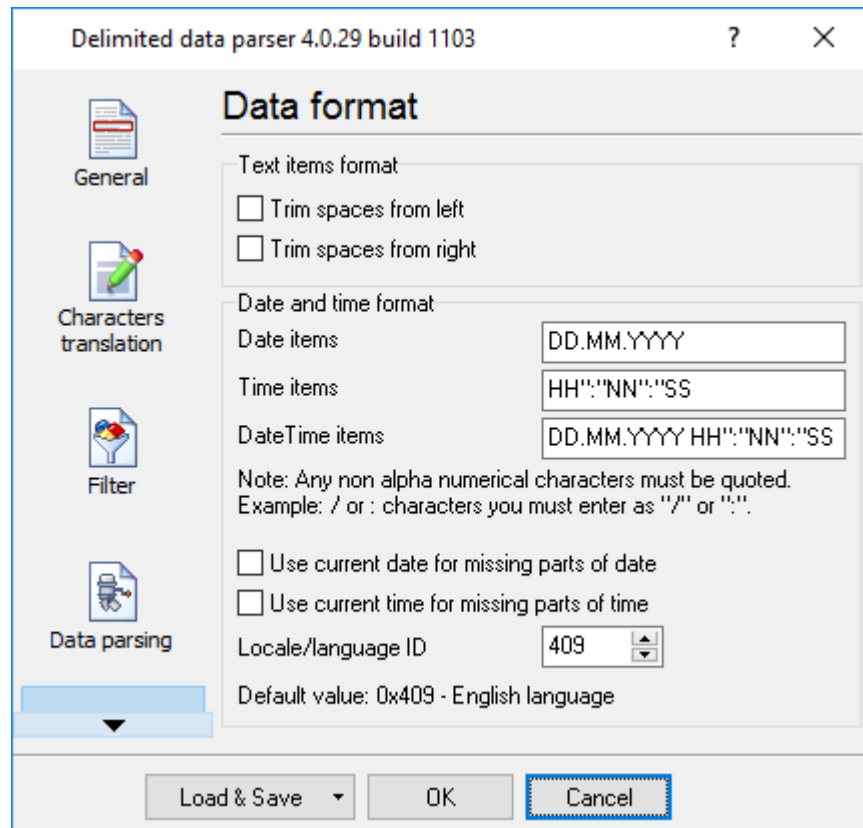 Delimited data parser 4.0.29 build 1103
?
General
Characters
translation
Filter
Data parsing
Data format
Text items format
Trim spaces from left
Trim spaces from right
Date and time format
Date items
DD.MM.YYYY
Time items
HH":"NN":"SS
DateTime items
DD.MM.YYYY HH":"NN":"SS
Note: Any non alpha numerical characters must be quoted.
Example: / or : characters you must enter as "/" or ":".
Use current date for missing parts of date
Use current time for missing parts of time
Locale/language ID
409
Default value: 0x409 - English language
Load & Save
OK
Cancel